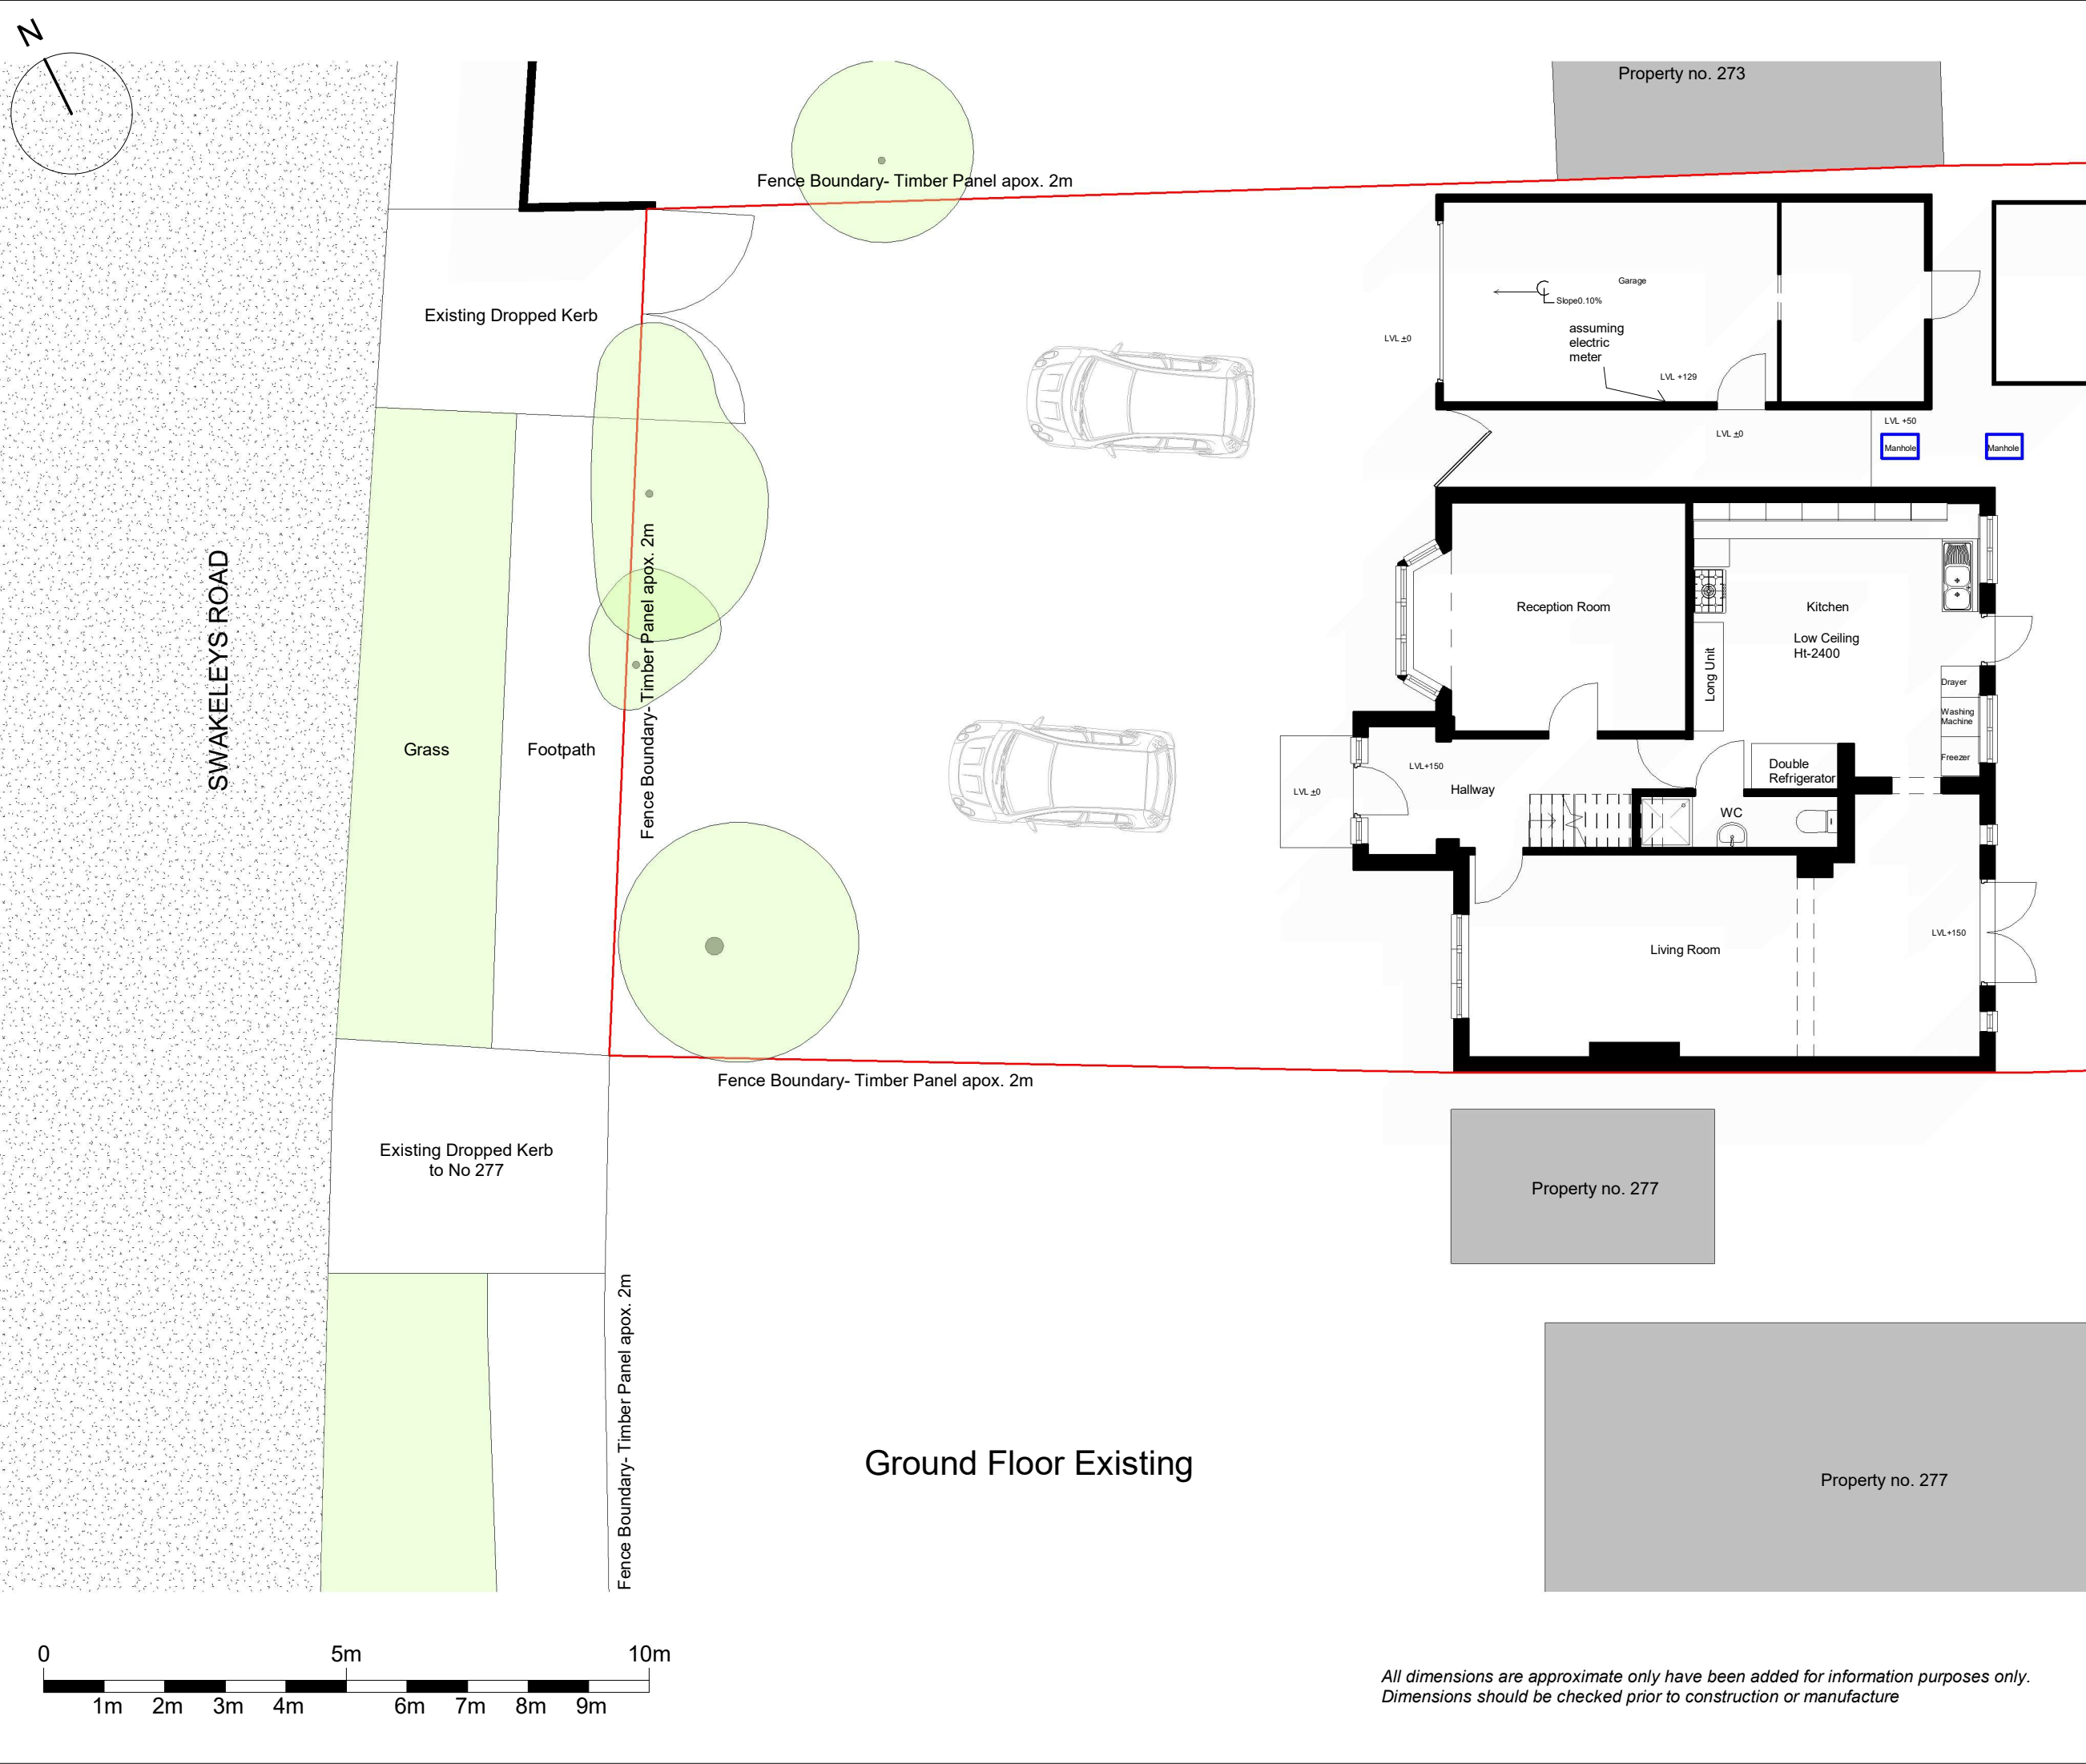 N
Property no. 273
Fence Boundary- Timber Panel apox. 2m
Existing Dropped Kerb
Garage
Slope0.10%
assuming
electric
meter
LVL ±0
LVL +129
LVL +50
LVL ±0
Manhole
Manhole
SWAKELEYS ROAD
Fence Boundary- Timber Panel apox. 2m
Reception Room
Kitchen
Low Ceiling
Ht-2400
Long Unit
Drayer
Washing
Machine
Freezer
Grass
Footpath
LVL+150
Hallway
LVL ±0
Double
Refrigerator
WC
Living Room
LVL+150
Fence Boundary- Timber Panel apox. 2m
Existing Dropped Kerb
to No 277
Property no. 277
Fence Boundary- Timber Panel apox. 2m
Ground Floor Existing
Property no. 277
0 5m 10m
1m 2m 3m 4m 6m 7m 8m 9m
All dimensions are approximate only have been added for information purposes only.
Dimensions should be checked prior to construction or manufacture